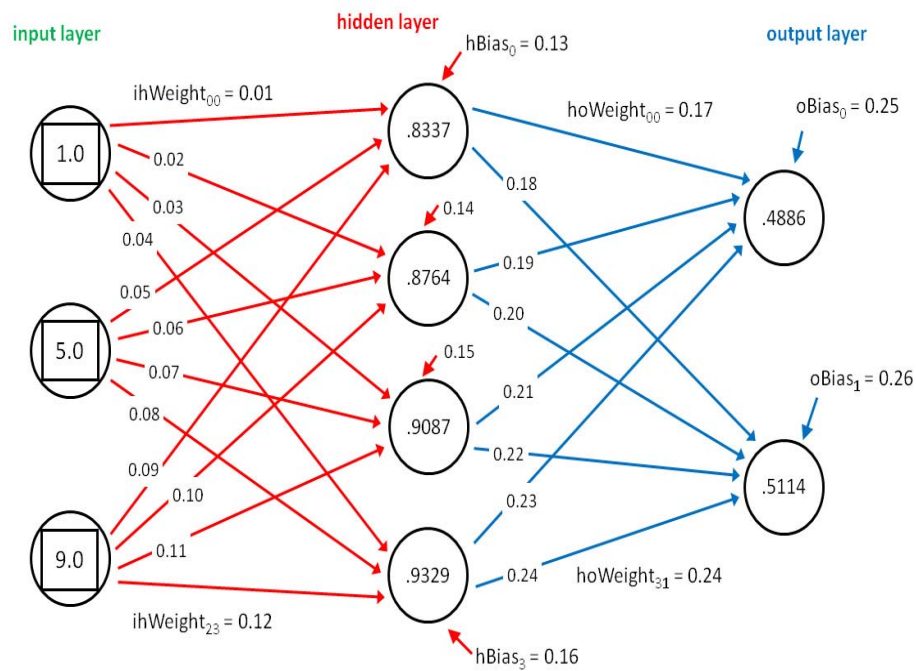 input layer
hidden layer
output layer
hBias0 = 0.13
ihWeight00 = 0.01
hoWeight00 = 0.17
oBias0 = 0.25
1.0
.8337
0.02
0.18
0.03
0.14
.4886
0.04
0.19
.8764
0.05
0.06
0.20
5.0
0.15
0.07
oBias1 = 0.26
0.08
0.21
.9087
0.22
0.09
.5114
0.10
0.23
0.11
9.0
.9329
0.24
hoWeight31 = 0.24
ihWeight23 = 0.12
hBias3 = 0.16